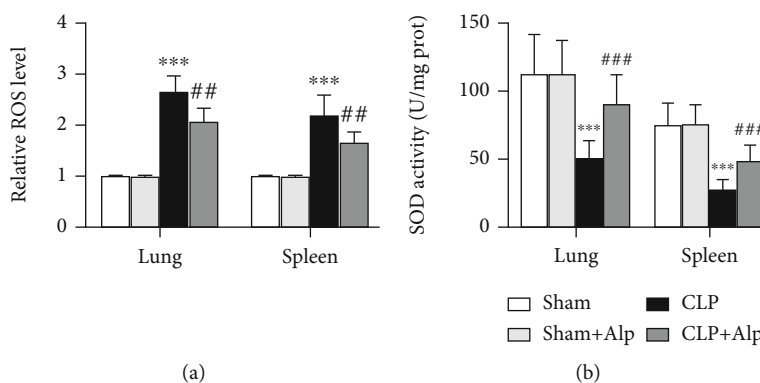 Relative ROS level
4
3
2
1
0
***
##
***
##
Lung
Spleen
(a)
SOD activity (U/mg prot)
150
100
50
0
***
###
***
###
Lung
Spleen
Sham
CLP
Sham+Alp
CLP+Alp
(b)